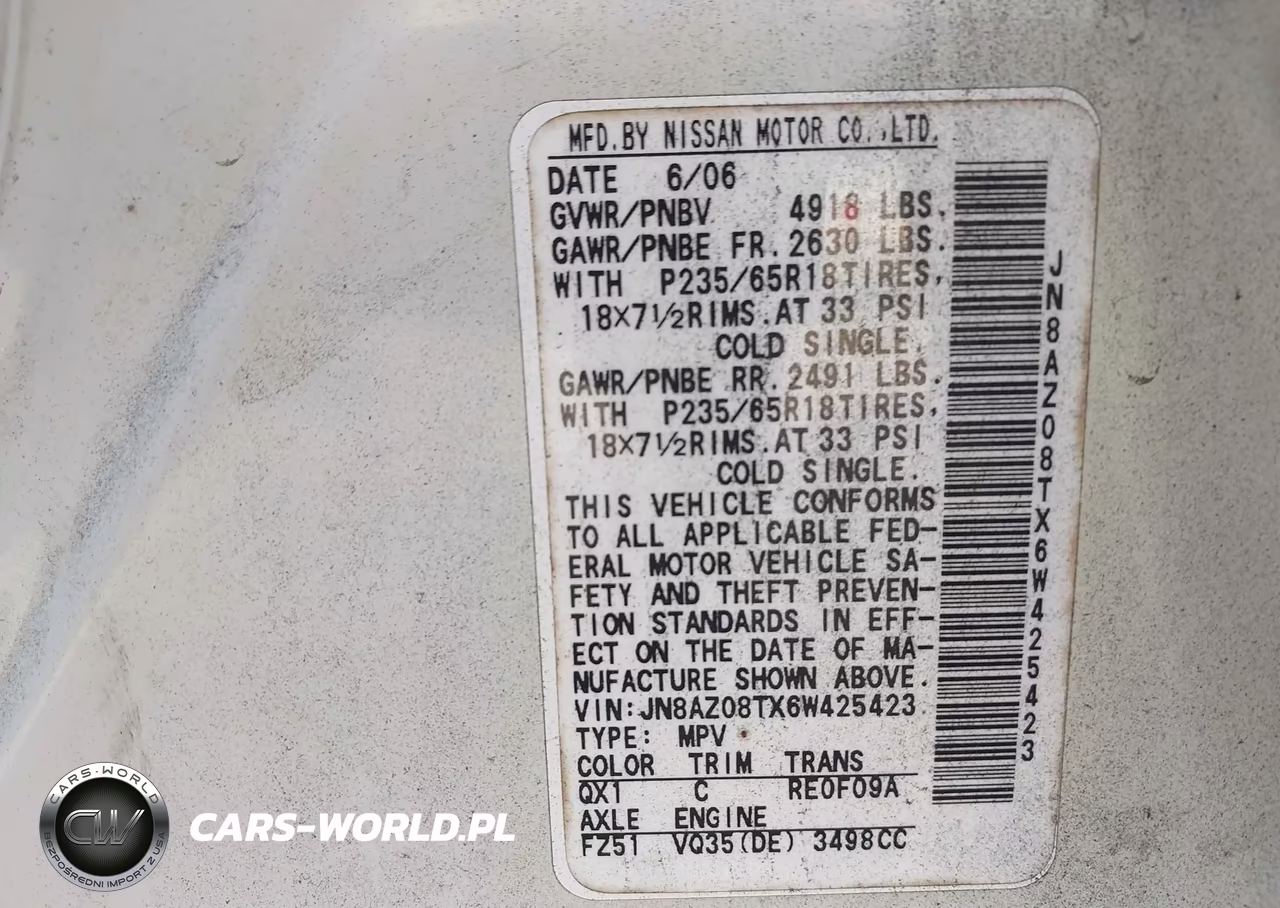 MFD.BY NISSAN MOTOR CO.,LTD.
DATE 6/06
GVWR/PNBV 4918 LBS.
GAWR/PNBE FR. 2630 LBS.
WITH P235/65R18TIRES,
18×7½RIMS.AT 33 PSI
COLD SINGLE.
GAWR/PNBE RR. 2491 LBS.
WITH P235/65R18TIRES,
18×7½RIMS.AT 33 PSI
COLD SINGLE.
THIS VEHICLE CONFORMS
TO ALL APPLICABLE FED-
ERAL MOTOR VEHICLE SA-
FETY AND THEFT PREVEN-
TION STANDARDS IN EFF-
ECT ON THE DATE OF MA-
NUFACTURE SHOWN ABOVE.
VIN:JN8AZ08TX6W425423
TYPE: MPV
COLOR TRIM TRANS
QX1 C RE0F09A
AXLE ENGINE
FZ51 VQ35(DE) 3498CC
JN8AZ08TX6W425423
CARS-WORLD
CW
BEZPOŚREDNI IMPORT Z USA
CARS-WORLD.PL